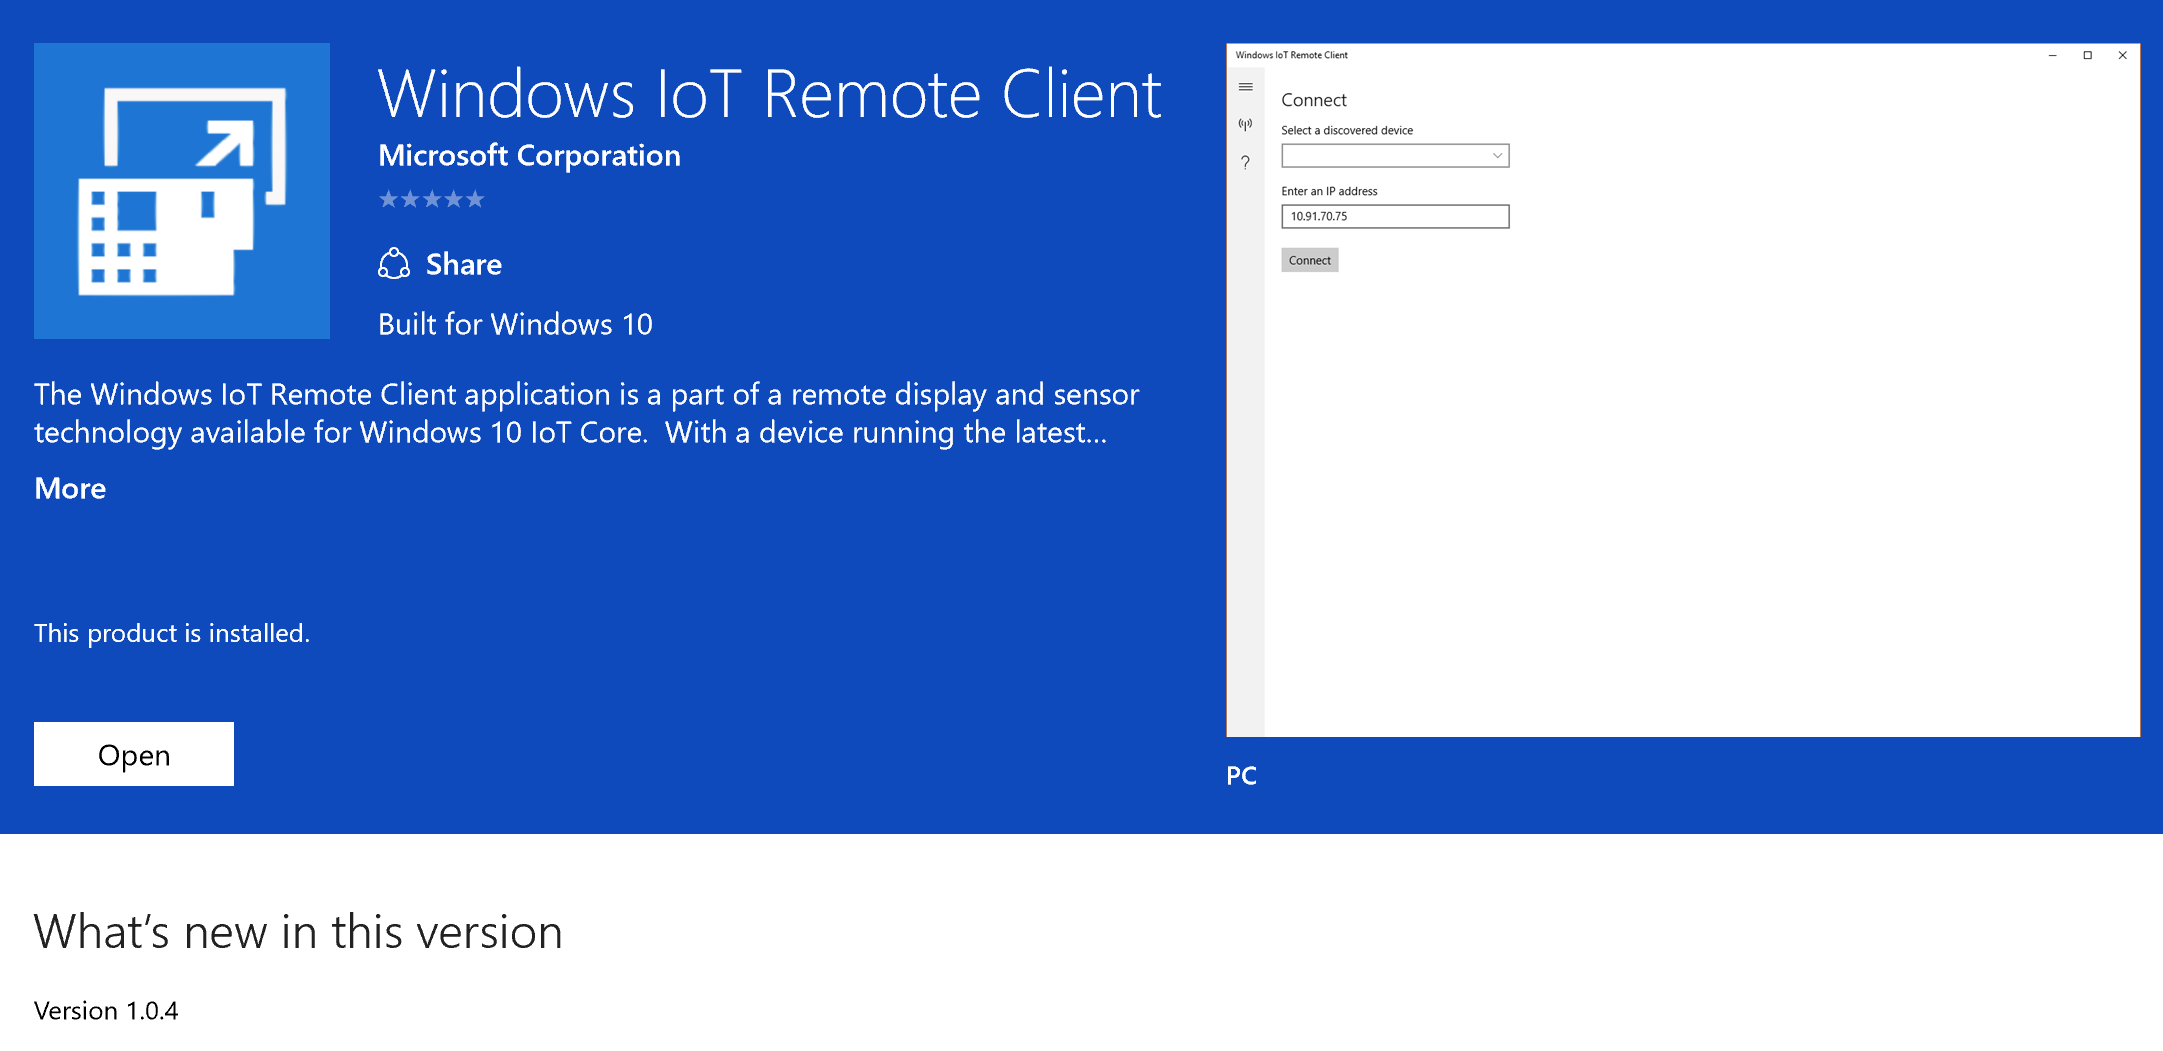 Windows IoT Remote Client
Microsoft Corporation
Share
Built for Windows 10
The Windows IoT Remote Client application is a part of a remote display and sensor
technology available for Windows 10 IoT Core.  With a device running the latest...
More
This product is installed.
Open
Windows IoT Remote Client
?
Connect
Select a discovered device
Enter an IP address
10.91.70.75
Connect
PC
What's new in this version
Version 1.0.4